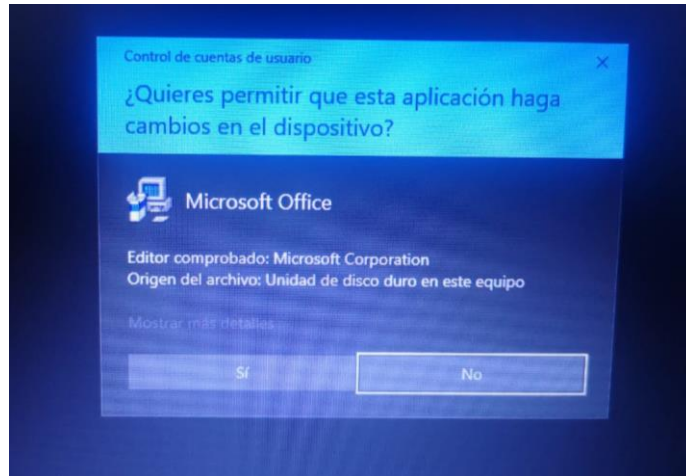 Control de cuentas de usuario
¿Quieres permitir que esta aplicación haga
cambios en el dispositivo?
Microsoft Office
Editor comprobado: Microsoft Corporation
Origen del archivo: Unidad de disco duro en este equipo
Mostrar más detalles
Sí
No